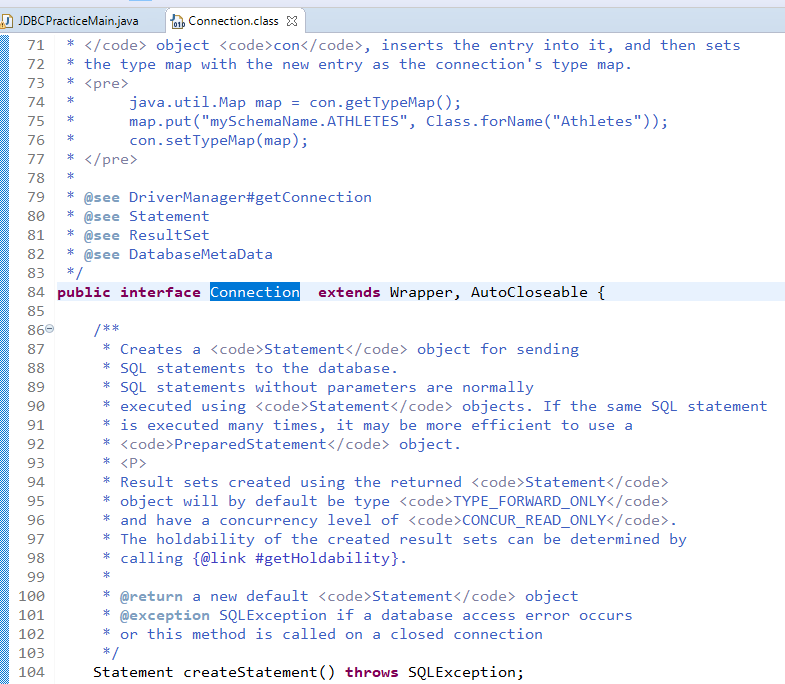 JDBCPracticeMain.java Connection.class
71 * </code> object <code>con</code>, inserts the entry into it, and then sets
72 * the type map with the new entry as the connection's type map.
73 * <pre>
74 *      java.util.Map map = con.getTypeMap();
75 *      map.put("mySchemaName.ATHLETES", Class.forName("Athletes"));
76 *      con.setTypeMap(map);
77 * </pre>
78 *
79 * @see DriverManager#getConnection
80 * @see Statement
81 * @see ResultSet
82 * @see DatabaseMetaData
83 */
84 public interface Connection  extends Wrapper, AutoCloseable {
85
86     /**
87      * Creates a <code>Statement</code> object for sending
88      * SQL statements to the database.
89      * SQL statements without parameters are normally
90      * executed using <code>Statement</code> objects. If the same SQL statement
91      * is executed many times, it may be more efficient to use a
92      * <code>PreparedStatement</code> object.
93      * <P>
94      * Result sets created using the returned <code>Statement</code>
95      * object will by default be type <code>TYPE_FORWARD_ONLY</code>
96      * and have a concurrency level of <code>CONCUR_READ_ONLY</code>.
97      * The holdability of the created result sets can be determined by
98      * calling {@link #getHoldability}.
99      *
100      * @return a new default <code>Statement</code> object
101      * @exception SQLException if a database access error occurs
102      * or this method is called on a closed connection
103      */
104     Statement createStatement() throws SQLException;